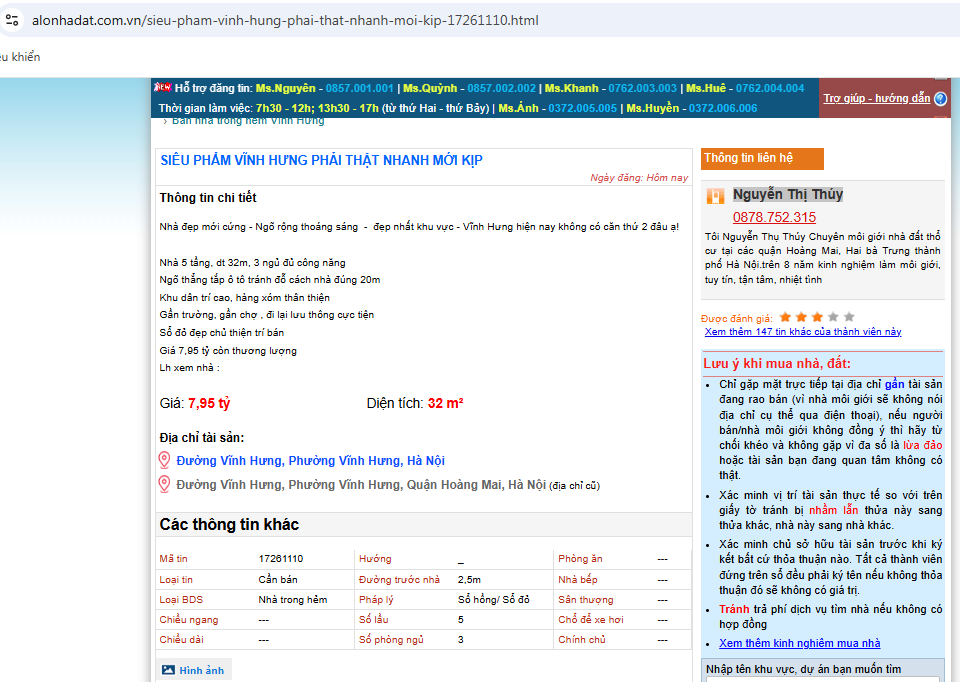 alonhadat.com.vn/sieu-pham-vinh-hung-phai-that-nhanh-moi-kip-17261110.html
u khiển
NEW Hỗ trợ đăng tin: Ms.Nguyên - 0857.001.001 | Ms.Quỳnh - 0857.002.002 | Ms.Khanh - 0762.003.003 | Ms.Huê - 0762.004.004
Thời gian làm việc: 7h30 - 12h; 13h30 - 17h (từ thứ Hai - thứ Bảy) | Ms.Ánh - 0372.005.005 | Ms.Huyền - 0372.006.006
Trợ giúp - hướng dẫn ?
› Bán nhà trong hẻm Vĩnh Hưng
SIÊU PHẨM VĨNH HƯNG PHẢI THẬT NHANH MỚI KỊP
Ngày đăng: Hôm nay
Thông tin chi tiết
Nhà đẹp mới cứng - Ngõ rộng thoáng sáng - đẹp nhất khu vực - Vĩnh Hưng hiện nay không có căn thứ 2 đâu ạ!
Nhà 5 tầng, dt 32m, 3 ngủ đủ công năng
Ngõ thẳng tắp ô tô tránh đỗ cách nhà đúng 20m
Khu dân trí cao, hàng xóm thân thiện
Gần trường, gần chợ , đi lại lưu thông cực tiện
Sổ đỏ đẹp chủ thiện trí bán
Giá 7,95 tỷ còn thương lượng
Lh xem nhà :
Giá: 7,95 tỷ Diện tích: 32 m²
Địa chỉ tài sản:
Đường Vĩnh Hưng, Phường Vĩnh Hưng, Hà Nội
Đường Vĩnh Hưng, Phường Vĩnh Hưng, Quận Hoàng Mai, Hà Nội (địa chỉ cũ)
Các thông tin khác
Mã tin 17261110 Hướng _ Phòng ăn ---
Loại tin Cần bán Đường trước nhà 2,5m Nhà bếp ---
Loại BDS Nhà trong hẻm Pháp lý Sổ hồng/ Sổ đỏ Sân thượng ---
Chiều ngang --- Số lầu 5 Chổ để xe hơi ---
Chiều dài --- Số phòng ngủ 3 Chính chủ ---
Hình ảnh
Thông tin liên hệ
Nguyễn Thị Thúy
0878.752.315
Tôi Nguyễn Thụ Thúy Chuyên môi giới nhà đất thổ
cư tại các quận Hoàng Mai, Hai bà Trưng thành
phố Hà Nội.trên 8 năm kinh nghiệm làm môi giới,
tuy tín, tận tâm, nhiệt tình
Được đánh giá:
Xem thêm 147 tin khác của thành viên này
Lưu ý khi mua nhà, đất:
• Chỉ gặp mặt trực tiếp tại địa chỉ gần tài sản
đang rao bán (vì nhà môi giới sẽ không nói
địa chỉ cụ thể qua điện thoại), nếu người
bán/nhà môi giới không đồng ý thì hãy từ
chối khéo và không gặp vì đa số là lừa đảo
hoặc tài sản bạn đang quan tâm không có
thật.
• Xác minh vị trí tài sản thực tế so với trên
giấy tờ tránh bị nhầm lẫn thửa này sang
thửa khác, nhà này sang nhà khác.
• Xác minh chủ sở hữu tài sản trước khi ký
kết bất cứ thỏa thuận nào. Tất cả thành viên
đứng trên sổ đều phải ký tên nếu không thỏa
thuận đó sẽ không có giá trị.
• Tránh trả phí dịch vụ tìm nhà nếu không có
hợp đồng
• Xem thêm kinh nghiệm mua nhà
Nhập tên khu vực, dự án bạn muốn tìm